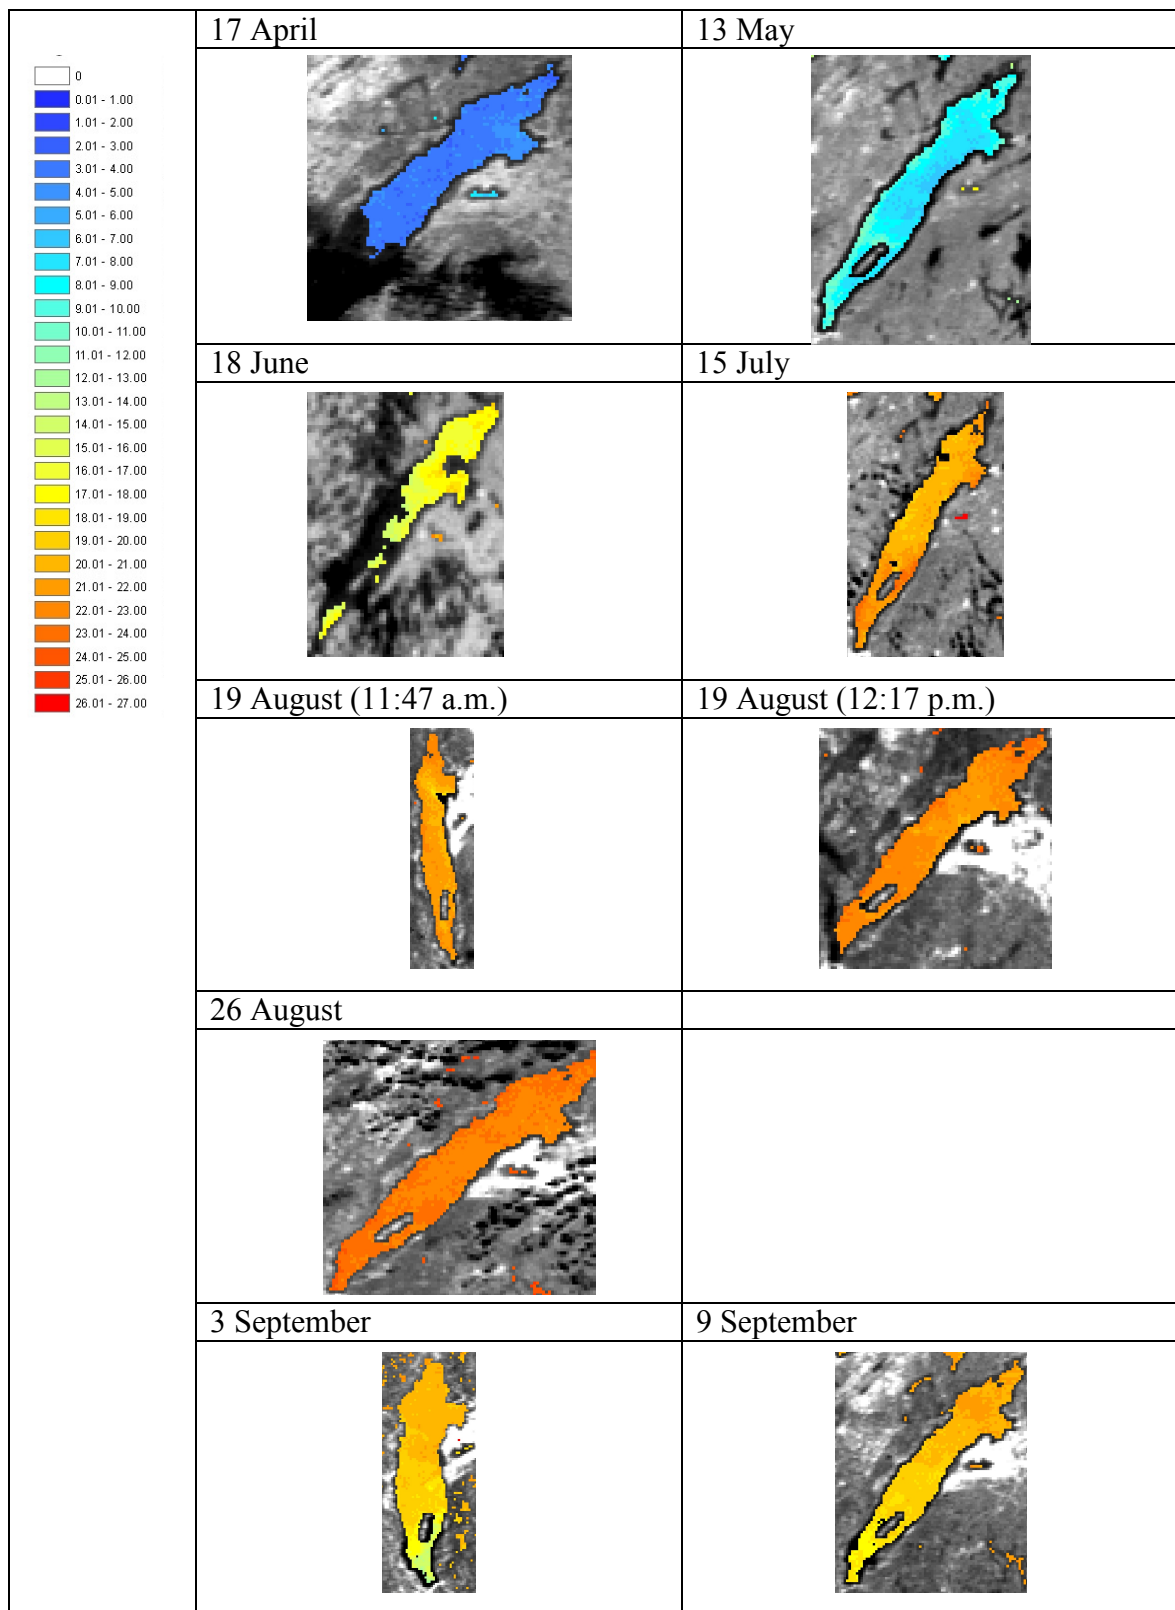 17 April
13 May
0
0.01 - 1.00
1.01 - 2.00
2.01 - 3.00
3.01 - 4.00
4.01 - 5.00
5.01 - 6.00
6.01 - 7.00
7.01 - 8.00
8.01 - 9.00
9.01 - 10.00
10.01 - 11.00
11.01 - 12.00
12.01 - 13.00
13.01 - 14.00
14.01 - 15.00
15.01 - 16.00
16.01 - 17.00
17.01 - 18.00
18.01 - 19.00
19.01 - 20.00
20.01 - 21.00
21.01 - 22.00
22.01 - 23.00
23.01 - 24.00
24.01 - 25.00
25.01 - 26.00
26.01 - 27.00
18 June
15 July
19 August (11:47 a.m.)
19 August (12:17 p.m.)
26 August
3 September
9 September